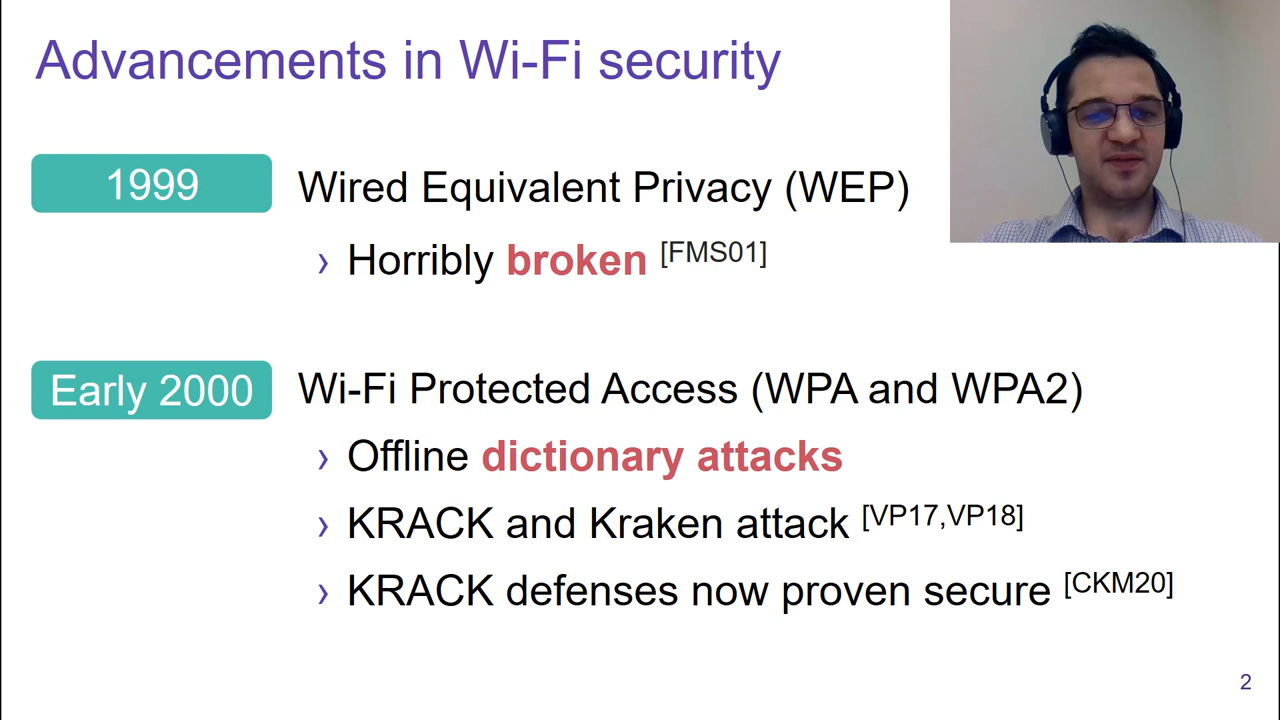 Advancements in Wi-Fi security
1999
Wired Equivalent Privacy (WEP)
› Horribly broken [FMS01]
Early 2000
Wi-Fi Protected Access (WPA and WPA2)
› Offline dictionary attacks
› KRACK and Kraken attack [VP17,VP18]
› KRACK defenses now proven secure [CKM20]
2